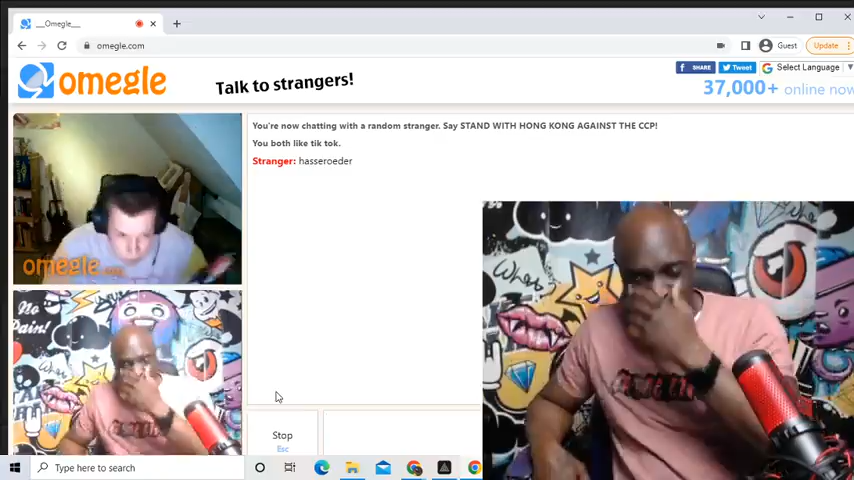 __Omegle__
omegle.com
Guest
Update
omegle
Talk to strangers!
SHARE
Tweet
Select Language
37,000+ online now
You're now chatting with a random stranger. Say STAND WITH HONG KONG AGAINST THE CCP!
You both like tik tok.
Stranger: hasseroeder
omegle.com
No
Pain!
What
Stop
Esc
Type here to search